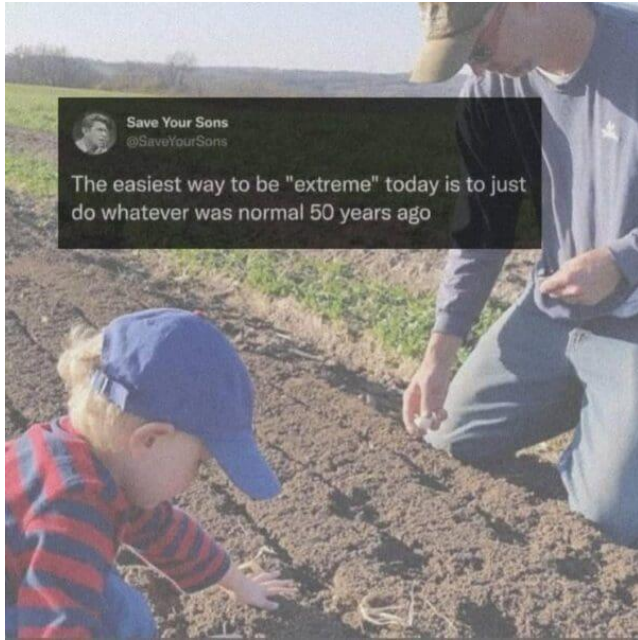 Save Your Sons
@SaveYourSons
The easiest way to be "extreme" today is to just
do whatever was normal 50 years ago